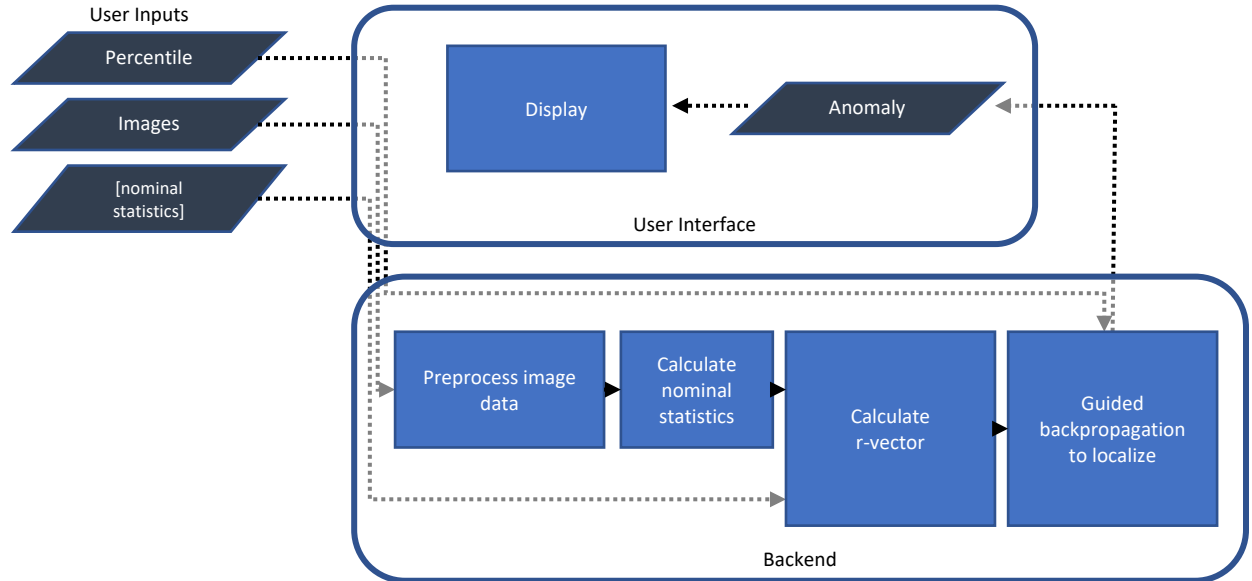 User Inputs
Percentile
Images
[nominal
statistics]
Display
Anomaly
User Interface
Preprocess image
data
Calculate
nominal
statistics
Calculate
r-vector
Guided
backpropagation
to localize
Backend